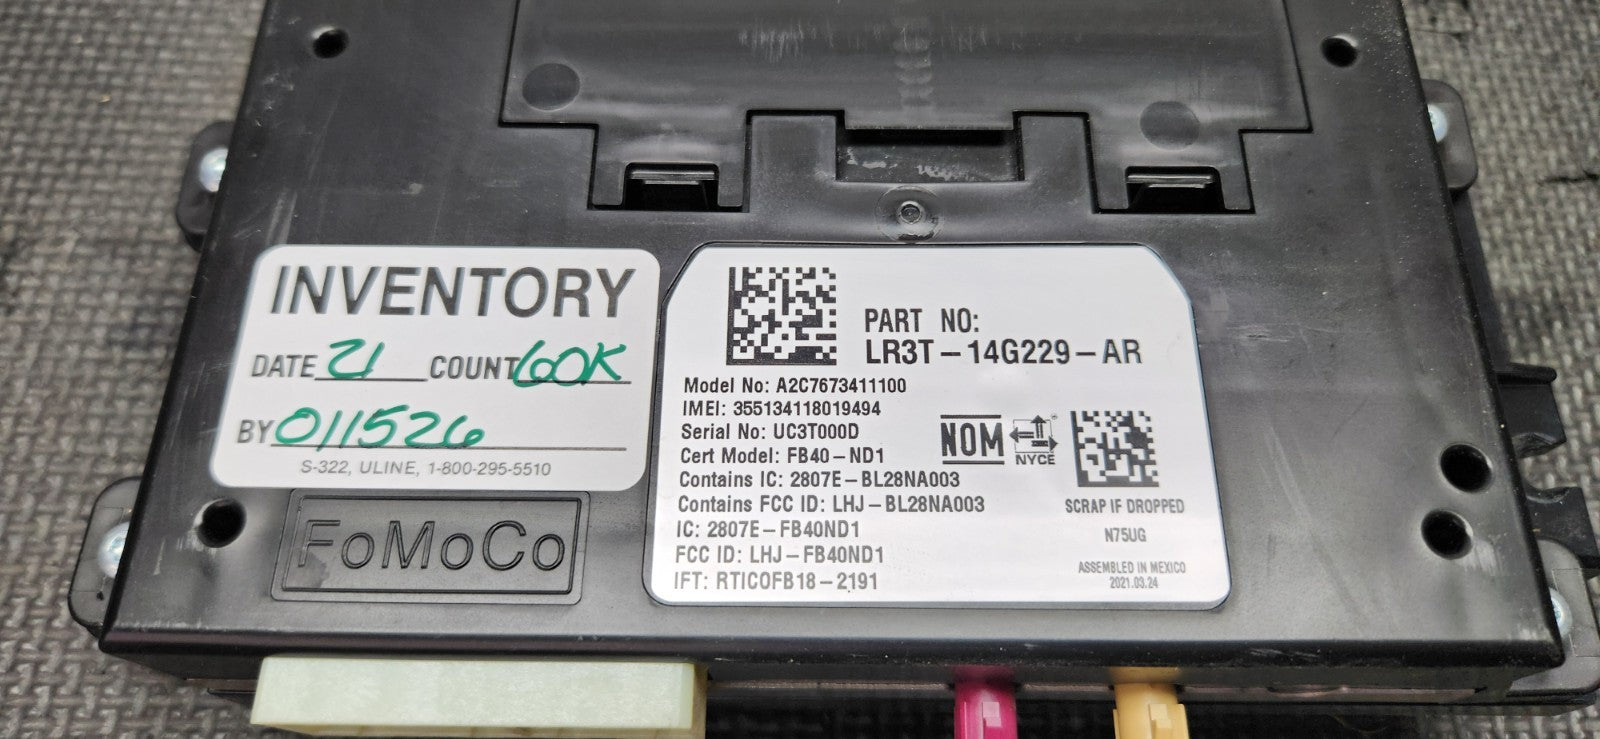 INVENTORY
DATE 21 COUNT 60K
BY 011526
S-322, ULINE, 1-800-295-5510
FoMoCo
PART NO:
LR3T-14G229-AR
Model No: A2C7673411100
IMEI: 355134118019494
Serial No: UC3T000D
Cert Model: FB40-ND1
Contains IC: 2807E-BL28NA003
Contains FCC ID: LHJ-BL28NA003
IC: 2807E-FB40ND1
FCC ID: LHJ-FB40ND1
IFT: RTICOFB18-2191
NOM
NYCE
SCRAP IF DROPPED
N75UG
ASSEMBLED IN MEXICO
2021.03.24